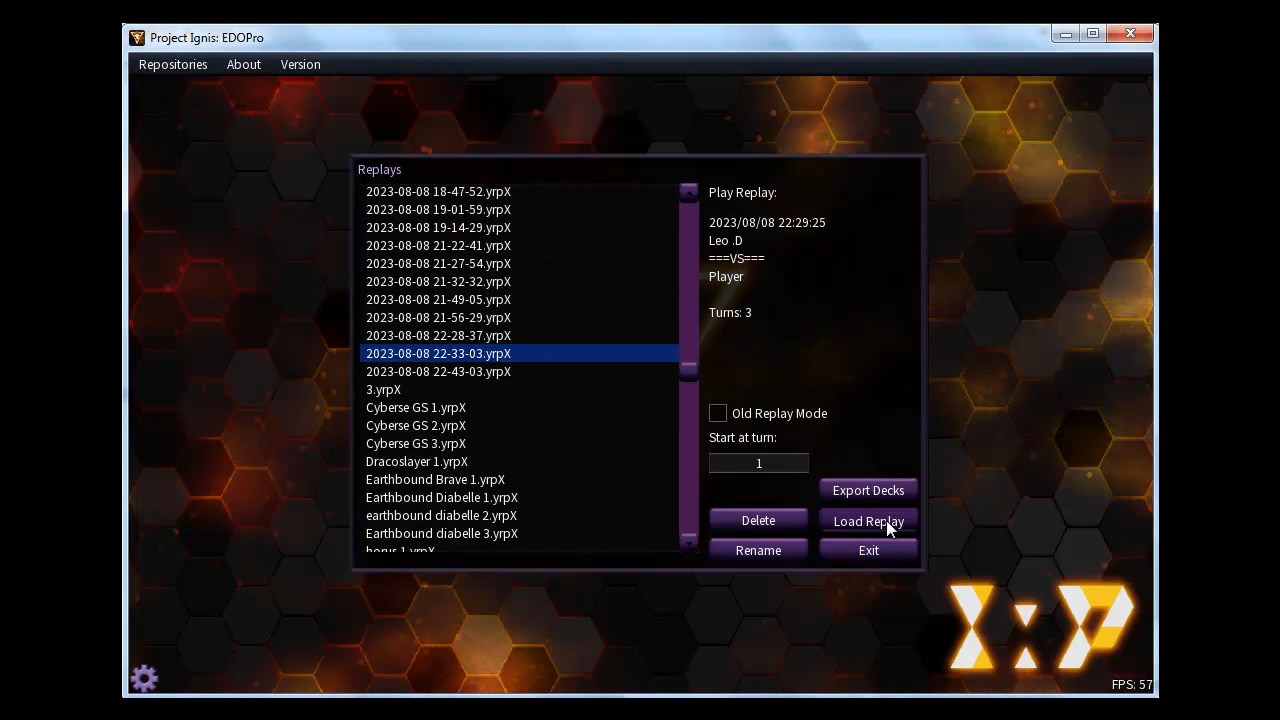 Project Ignis: EDOPro
Repositories About Version
Replays
2023-08-08 18-47-52.yrpX
2023-08-08 19-01-59.yrpX
2023-08-08 19-14-29.yrpX
2023-08-08 21-22-41.yrpX
2023-08-08 21-27-54.yrpX
2023-08-08 21-32-32.yrpX
2023-08-08 21-49-05.yrpX
2023-08-08 21-56-29.yrpX
2023-08-08 22-28-37.yrpX
2023-08-08 22-33-03.yrpX
2023-08-08 22-43-03.yrpX
3.yrpX
Cyberse GS 1.yrpX
Cyberse GS 2.yrpX
Cyberse GS 3.yrpX
Dracoslayer 1.yrpX
Earthbound Brave 1.yrpX
Earthbound Diabelle 1.yrpX
earthbound diabelle 2.yrpX
Earthbound diabelle 3.yrpX
horus 1.yrpX
Play Replay:
2023/08/08 22:29:25
Leo .D
===VS===
Player
Turns: 3
Old Replay Mode
Start at turn:
1
Export Decks
Delete
Load Replay
Rename
Exit
FPS: 57